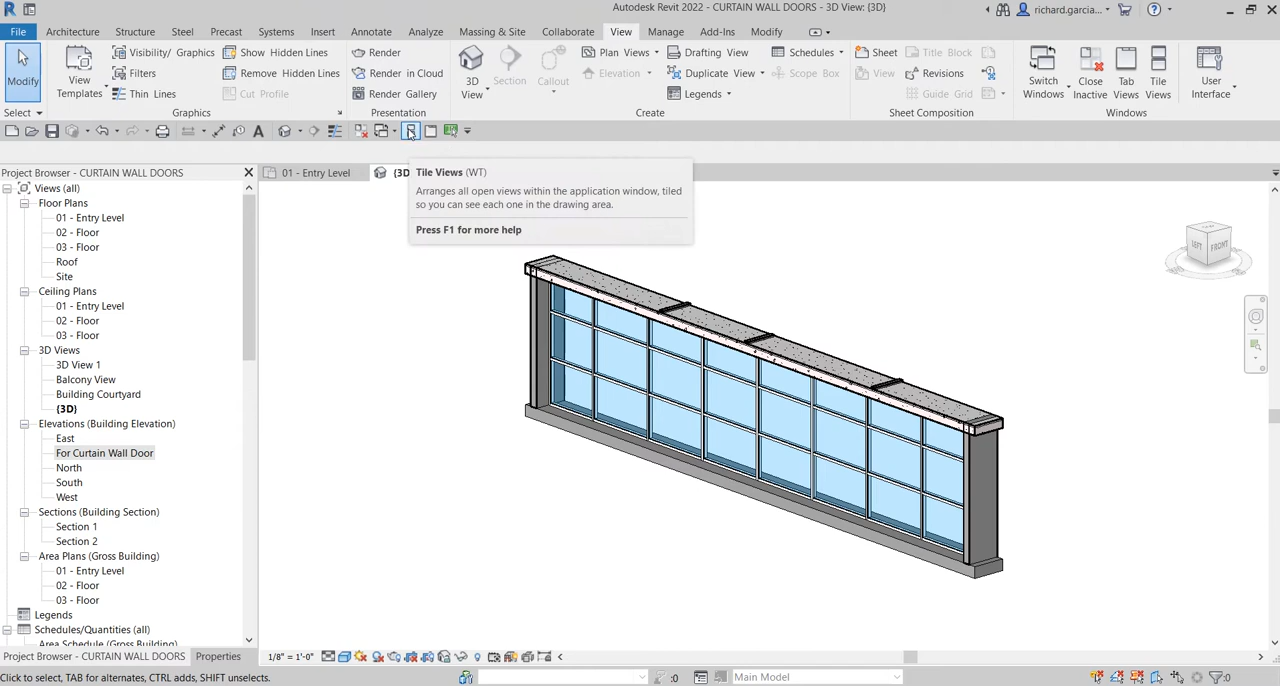 Autodesk Revit 2022 - CURTAIN WALL DOORS - 3D View: {3D}
richard.garcia...
File Architecture Structure Steel Precast Systems Insert Annotate Analyze Massing & Site Collaborate View Manage Add-Ins Modify
Modify
Select
View
Templates
Visibility/ Graphics
Filters
Thin Lines
Show Hidden Lines
Remove Hidden Lines
Cut Profile
Graphics
Render
Render in Cloud
Render Gallery
Presentation
3D
View
Section
Callout
Plan Views
Elevation
Drafting View
Duplicate View
Legends
Schedules
Scope Box
Create
Sheet
View
Title Block
Revisions
Guide Grid
Sheet Composition
Switch
Windows
Close
Inactive
Tab
Views
Tile
Views
Windows
User
Interface
Project Browser - CURTAIN WALL DOORS
01 - Entry Level
{3D
Tile Views (WT)
Arranges all open views within the application window, tiled
so you can see each one in the drawing area.
Press F1 for more help
Views (all)
Floor Plans
01 - Entry Level
02 - Floor
03 - Floor
Roof
Site
Ceiling Plans
01 - Entry Level
02 - Floor
03 - Floor
3D Views
3D View 1
Balcony View
Building Courtyard
{3D}
Elevations (Building Elevation)
East
For Curtain Wall Door
North
South
West
Sections (Building Section)
Section 1
Section 2
Area Plans (Gross Building)
01 - Entry Level
02 - Floor
03 - Floor
Legends
Schedules/Quantities (all)
Area Schedule (Gross Building)
LEFT
FRONT
Project Browser - CURTAIN WALL DOORS Properties
1/8" = 1'-0"
Click to select, TAB for alternates, CTRL adds, SHIFT unselects.
:0
Main Model
:0